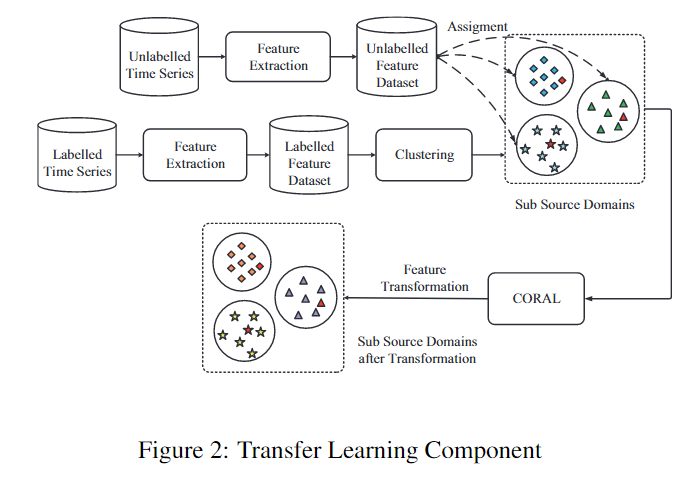 Assigment
Unlabelled
Time Series
Feature
Extraction
Unlabelled
Feature
Dataset
Labelled
Time Series
Feature
Extraction
Labelled
Feature
Dataset
Clustering
Sub Source Domains
Feature
Transformation
CORAL
Sub Source Domains
after Transformation
Figure 2: Transfer Learning Component